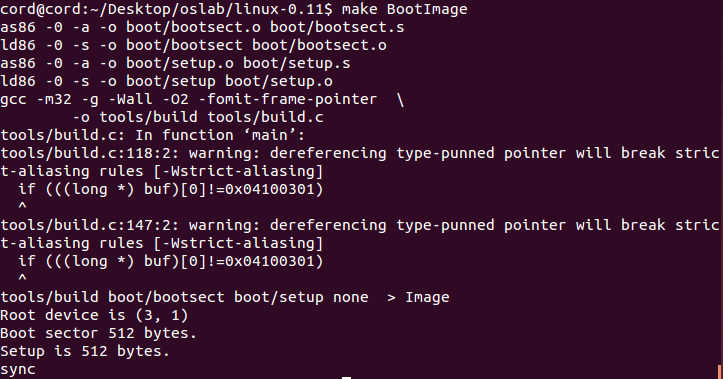 cord@cord:~/Desktop/oslab/linux-0.11$ make BootImage
as86 -0 -a -o boot/bootsect.o boot/bootsect.s
ld86 -0 -s -o boot/bootsect boot/bootsect.o
as86 -0 -a -o boot/setup.o boot/setup.s
ld86 -0 -s -o boot/setup boot/setup.o
gcc -m32 -g -Wall -O2 -fomit-frame-pointer  \
        -o tools/build tools/build.c
tools/build.c: In function ‘main’:
tools/build.c:118:2: warning: dereferencing type-punned pointer will break stric
t-aliasing rules [-Wstrict-aliasing]
  if (((long *) buf)[0]!=0x04100301)
  ^
tools/build.c:147:2: warning: dereferencing type-punned pointer will break stric
t-aliasing rules [-Wstrict-aliasing]
  if (((long *) buf)[0]!=0x04100301)
  ^
tools/build boot/bootsect boot/setup none  > Image
Root device is (3, 1)
Boot sector 512 bytes.
Setup is 512 bytes.
sync